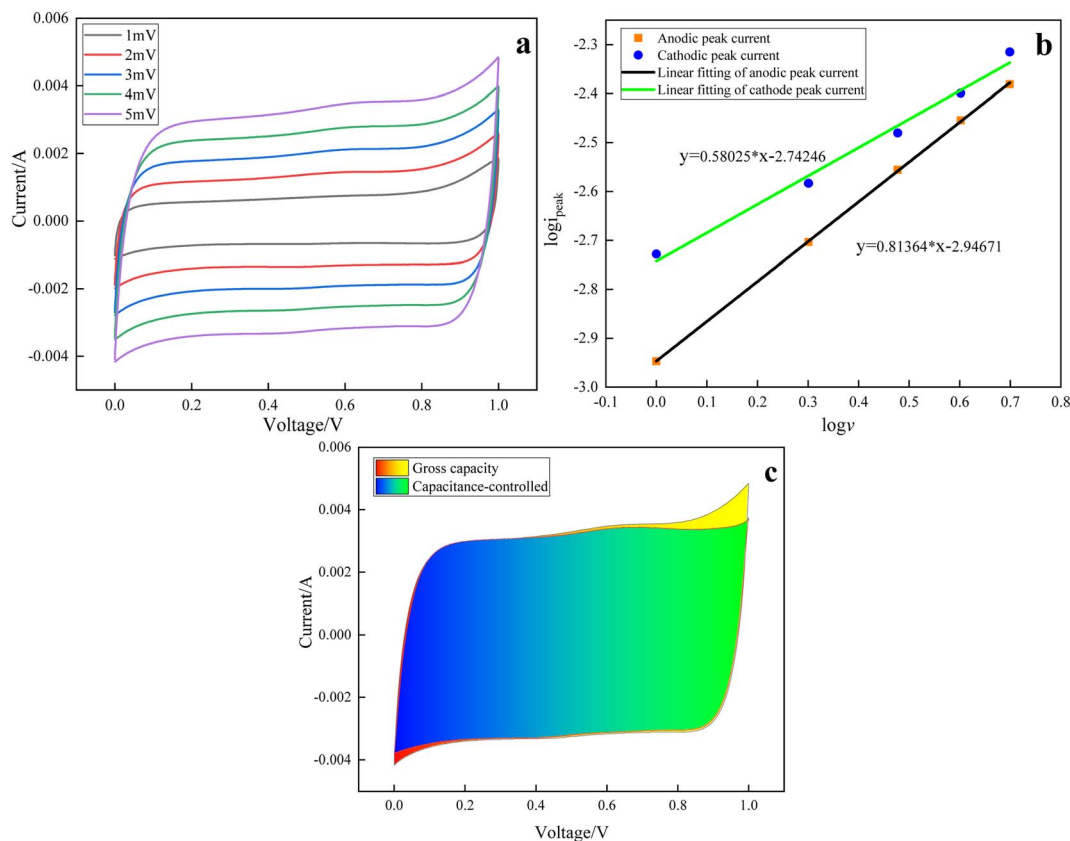 a
1mV
2mV
3mV
4mV
5mV
0.006
0.004
0.002
0.000
-0.002
-0.004
Current/A
0.0
0.2
0.4
0.6
0.8
1.0
Voltage/V
b
Anodic peak current
Cathodic peak current
Linear fitting of anodic peak current
Linear fitting of cathode peak current
y=0.58025*x-2.74246
y=0.81364*x-2.94671
-2.3
-2.4
-2.5
-2.6
-2.7
-2.8
-2.9
-3.0
logipeak
-0.1
0.0
0.1
0.2
0.3
0.4
0.5
0.6
0.7
0.8
logv
c
Gross capacity
Capacitance-controlled
0.006
0.004
0.002
0.000
-0.002
-0.004
Current/A
0.0
0.2
0.4
0.6
0.8
1.0
Voltage/V